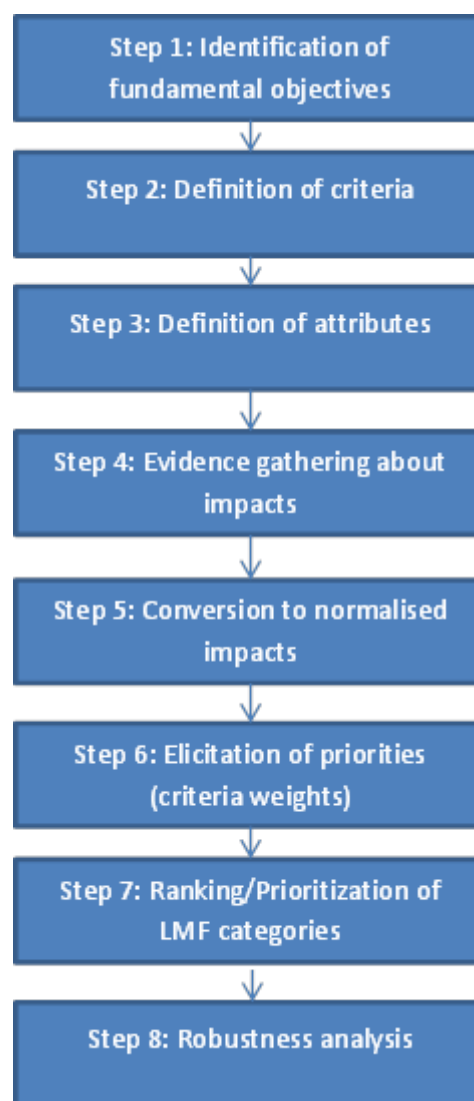 Step 1: Identification of
fundamental objectives
Step 2: Definition of criteria
Step 3: Definition of attributes
Step 4: Evidence gathering about
impacts
Step 5: Conversion to normalised
impacts
Step 6: Elicitation of priorities
(criteria weights)
Step 7: Ranking/Prioritization of
LMF categories
Step 8: Robustness analysis